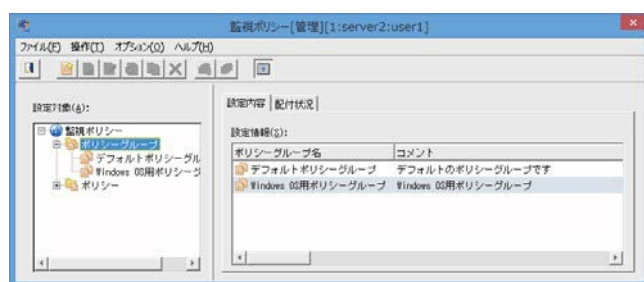 監視ポリシー[管理][1:server2:user1]
ファイル(F) 操作(T) オプション(O) ヘルプ(H)
設定対象(A):
監視ポリシー
ポリシーグループ
デフォルトポリシーグル
Windows OS用ポリシーグ
ポリシー
設定内容 配付状況
設定情報(S):
ポリシーグループ名 コメント
デフォルトポリシーグループ デフォルトのポリシーグループです
Windows OS用ポリシーグループ Windows OS用ポリシーグループ